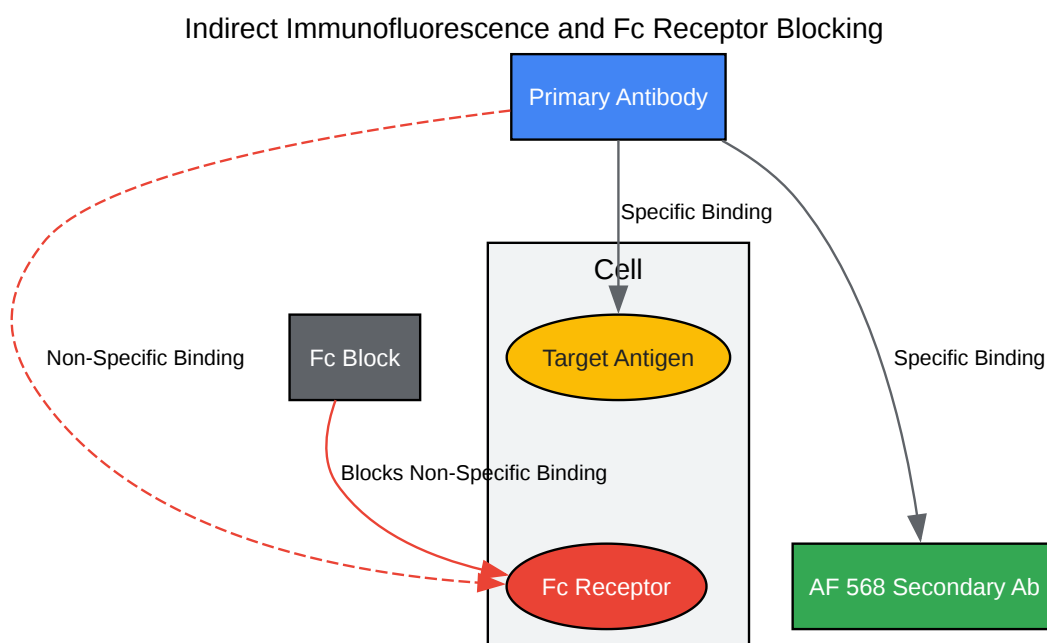 Indirect Immunofluorescence and Fc Receptor Blocking
Primary Antibody
Specific Binding
Cell
Non-Specific Binding
Fc Block
Target Antigen
Specific Binding
Blocks Non-Specific Binding
Fc Receptor
AF 568 Secondary Ab